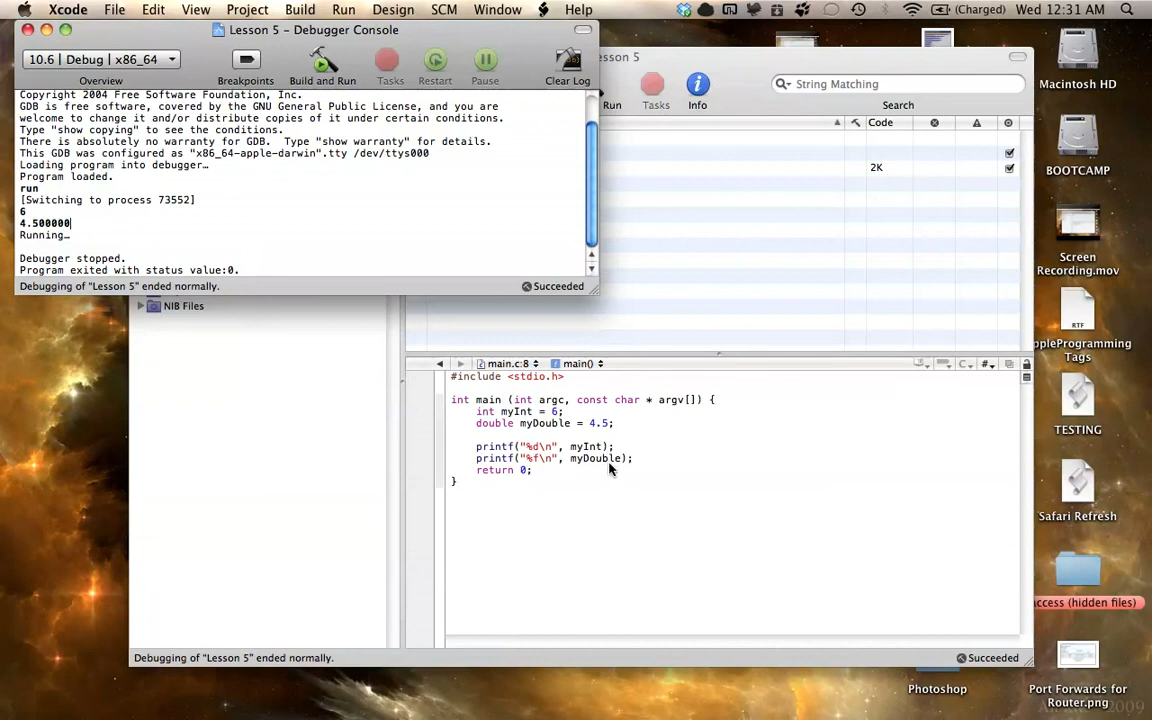 Xcode File Edit View Project Build Run Design SCM Window Help (Charged) Wed 12:31 AM
Lesson 5 – Debugger Console
10.6 | Debug | x86_64
Overview Breakpoints Build and Run Tasks Restart Pause Clear Log
Copyright 2004 Free Software Foundation, Inc.
GDB is free software, covered by the GNU General Public License, and you are
welcome to change it and/or distribute copies of it under certain conditions.
Type "show copying" to see the conditions.
There is absolutely no warranty for GDB.  Type "show warranty" for details.
This GDB was configured as "x86_64-apple-darwin".tty /dev/ttys000
Loading program into debugger…
Program loaded.
run
[Switching to process 73552]
6
4.500000
Running…
Debugger stopped.
Program exited with status value:0.
Debugging of "Lesson 5" ended normally. Succeeded
sson 5
Run Tasks Info
String Matching
Search
Code
2K
NIB Files
main.c:8 main() C #
#include <stdio.h>
int main (int argc, const char * argv[]) {
int myInt = 6;
double myDouble = 4.5;
printf("%d\n", myInt);
printf("%f\n", myDouble);
return 0;
}
Debugging of "Lesson 5" ended normally. Succeeded
Macintosh HD
BOOTCAMP
Screen
Recording.mov
RTF
ppleProgramming
Tags
TESTING
Safari Refresh
ccess (hidden files)
Photoshop
Port Forwards for
Router.png
2009